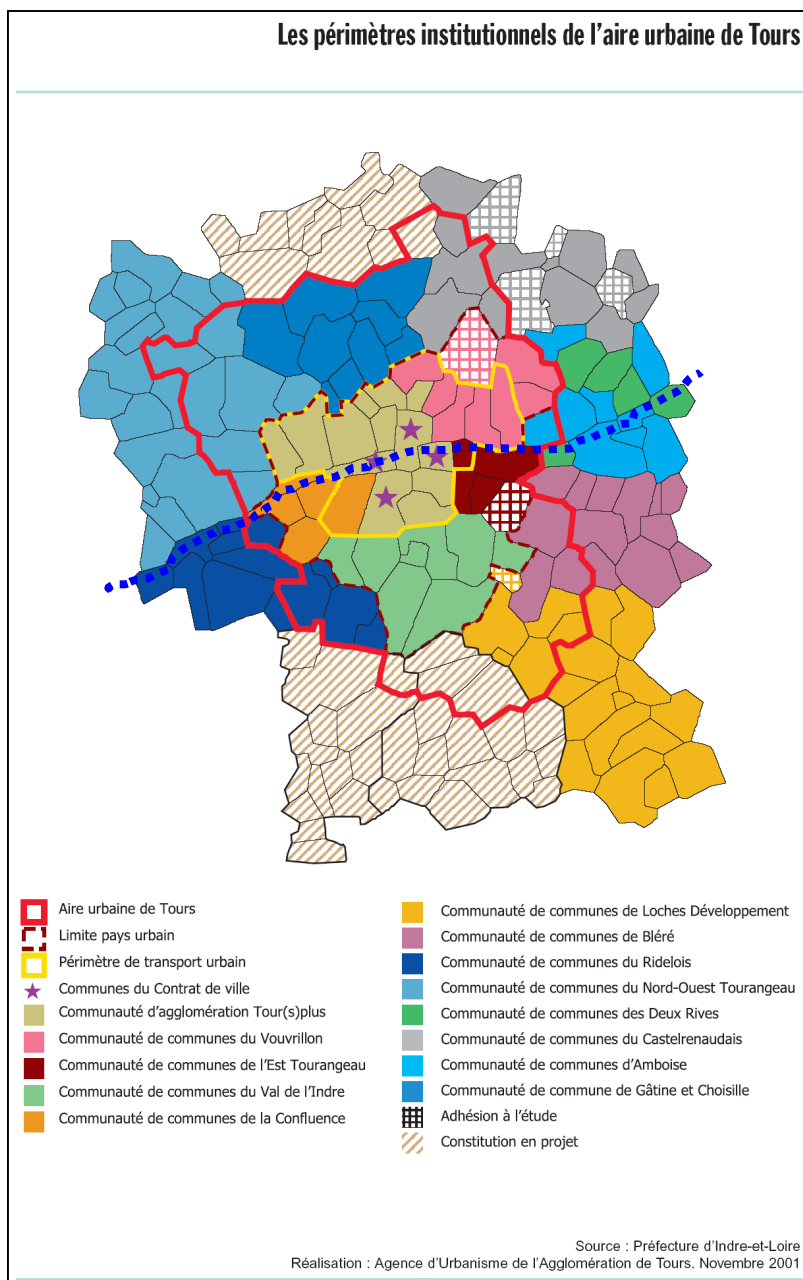 Les périmètres institutionnels de l'aire urbaine de Tours
Aire urbaine de Tours
Limite pays urbain
Périmètre de transport urbain
Communes du Contrat de ville
Communauté d'agglomération Tour(s)plus
Communauté de communes du Vouvrillon
Communauté de communes de l'Est Tourangeau
Communauté de communes du Val de l'Indre
Communauté de communes de la Confluence
Communauté de communes de Loches Développement
Communauté de communes de Bléré
Communauté de communes du Ridelois
Communauté de communes du Nord-Ouest Tourangeau
Communauté de communes des Deux Rives
Communauté de communes du Castelrenaudais
Communauté de communes d'Amboise
Communauté de commune de Gâtine et Choisille
Adhésion à l'étude
Constitution en projet
Source : Préfecture d'Indre-et-Loire
Réalisation : Agence d'Urbanisme de l'Agglomération de Tours. Novembre 2001